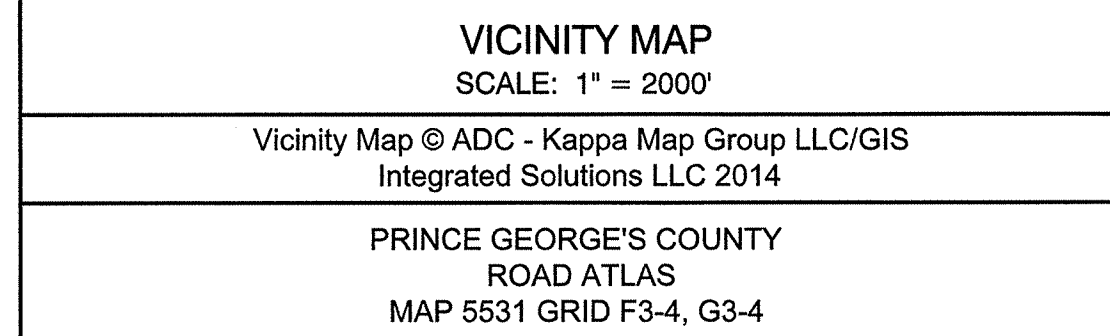 VICINITY MAP
SCALE: 1" = 2000'
Vicinity Map © ADC - Kappa Map Group LLC/GIS
Integrated Solutions LLC 2014
PRINCE GEORGE'S COUNTY
ROAD ATLAS
MAP 5531 GRID F3-4, G3-4